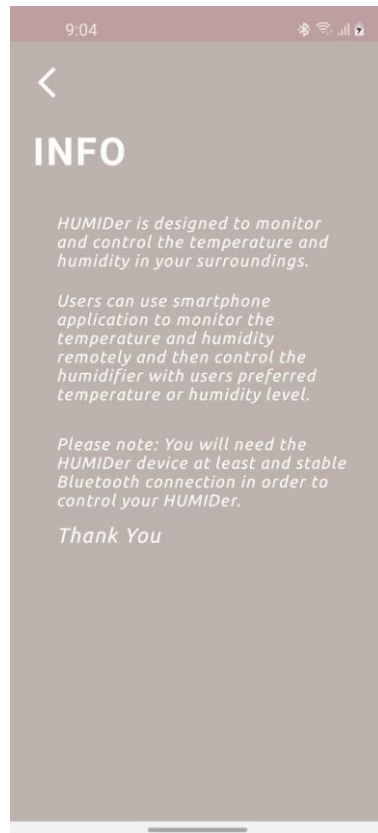 9:04
INFO
HUMIDer is designed to monitor
and control the temperature and
humidity in your surroundings.
Users can use smartphone
application to monitor the
temperature and humidity
remotely and then control the
humidifier with users preferred
temperature or humidity level.
Please note: You will need the
HUMIDer device at least and stable
Bluetooth connection in order to
control your HUMIDer.
Thank You